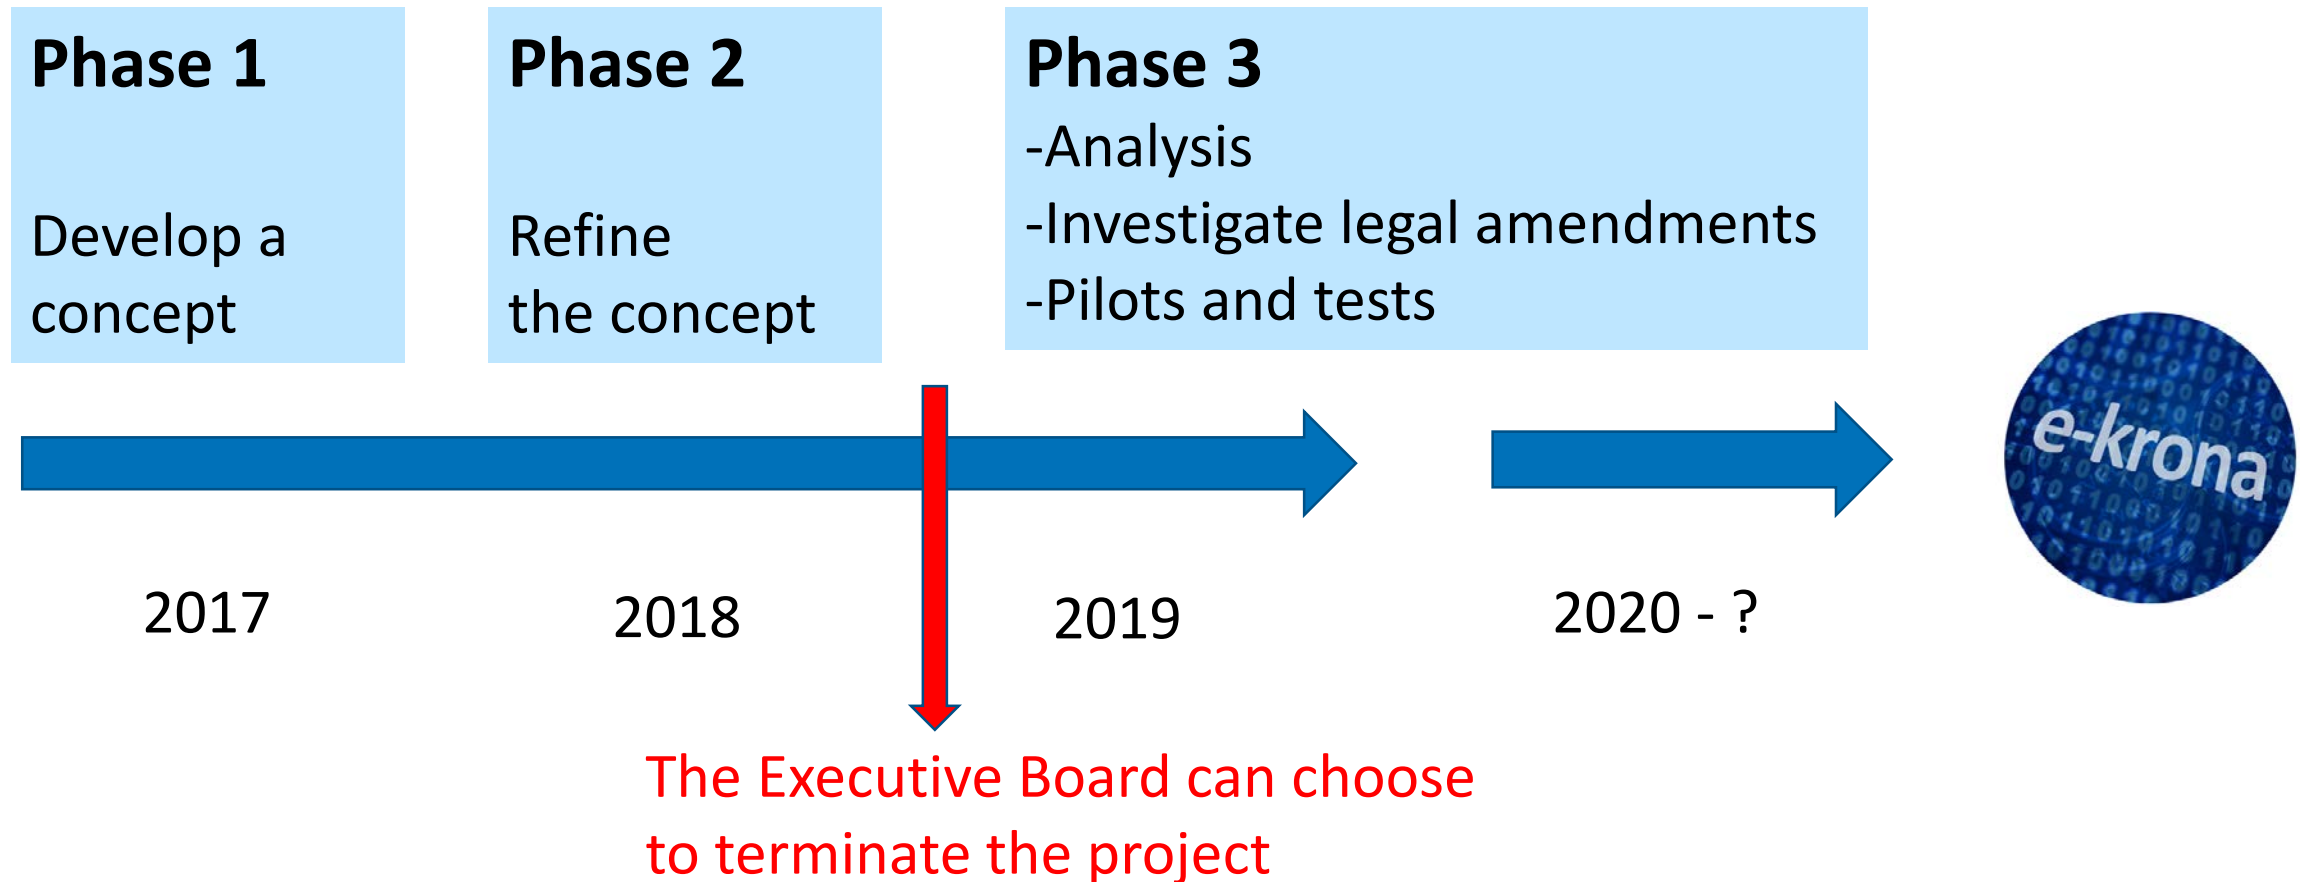 Phase 1
Develop a
concept
Phase 2
Refine
the concept
Phase 3
-Analysis
-Investigate legal amendments
-Pilots and tests
e-krona
2017
2018
2019
2020 - ?
The Executive Board can choose
to terminate the project